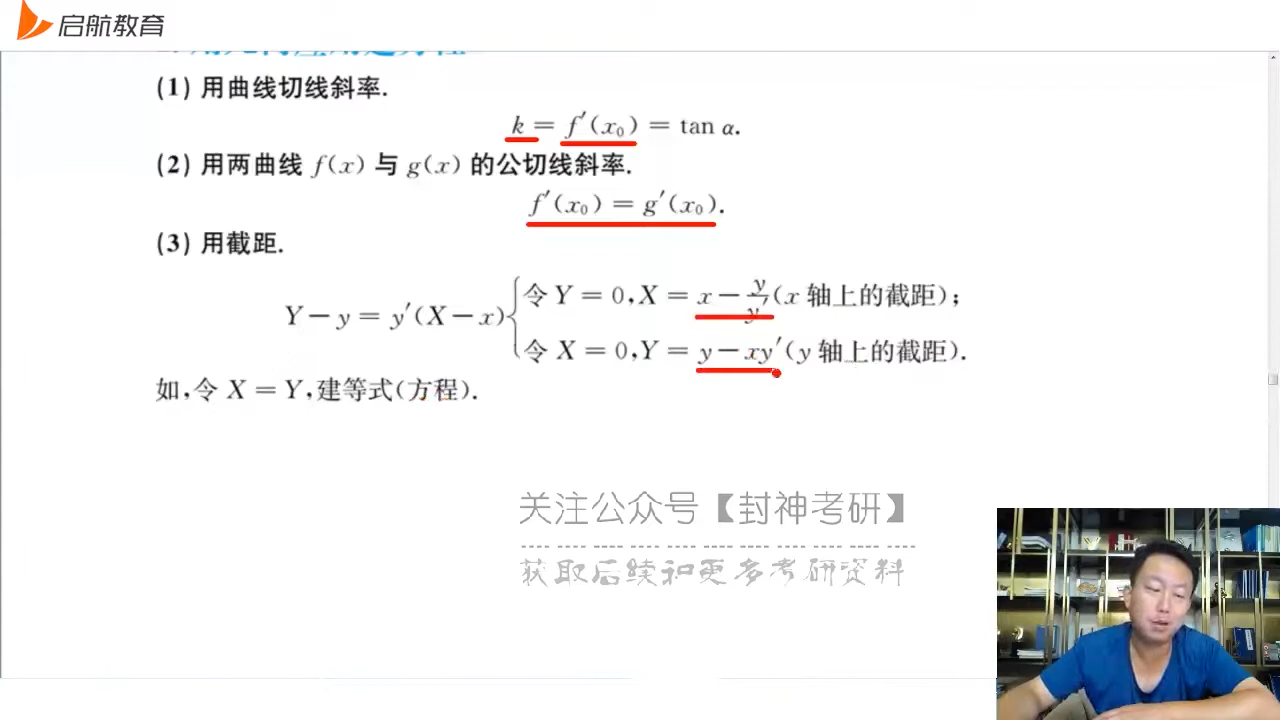 启航教育
(1) 用曲线切线斜率.
k = f′(x₀) = tan α.
(2) 用两曲线 f(x) 与 g(x) 的公切线斜率.
f′(x₀) = g′(x₀).
(3) 用截距.
令 Y = 0, X = x − y/y′ (x 轴上的截距);
Y − y = y′(X − x)
令 X = 0, Y = y − xy′ (y 轴上的截距).
如,令 X = Y,建等式(方程).
关注公众号【封神考研】
获取后续和更多考研资料